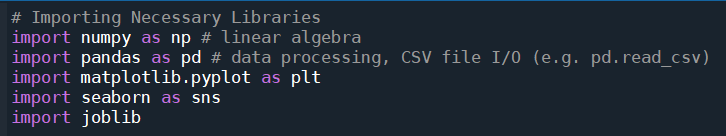 # Importing Necessary Libraries
import numpy as np # linear algebra
import pandas as pd # data processing, CSV file I/O (e.g. pd.read_csv)
import matplotlib.pyplot as plt
import seaborn as sns
import joblib